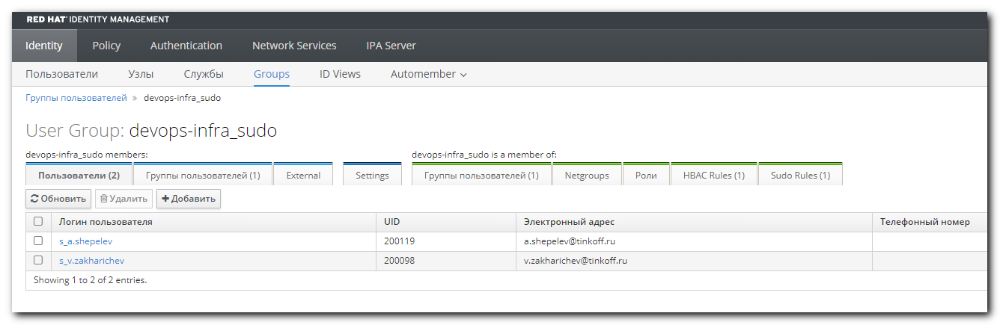 RED HAT IDENTITY MANAGEMENT
Identity Policy Authentication Network Services IPA Server
Пользователи Узлы Службы Groups ID Views Automember
Группы пользователей » devops-infra_sudo
User Group: devops-infra_sudo
devops-infra_sudo members: devops-infra_sudo is a member of:
Пользователи (2) Группы пользователей (1) External Settings Группы пользователей (1) Netgroups Роли HBAC Rules (1) Sudo Rules (1)
Обновить Удалить Добавить
Логин пользователя UID Электронный адрес Телефонный номер
s_a.shepelev 200119 a.shepelev@tinkoff.ru
s_v.zakharichev 200098 v.zakharichev@tinkoff.ru
Showing 1 to 2 of 2 entries.